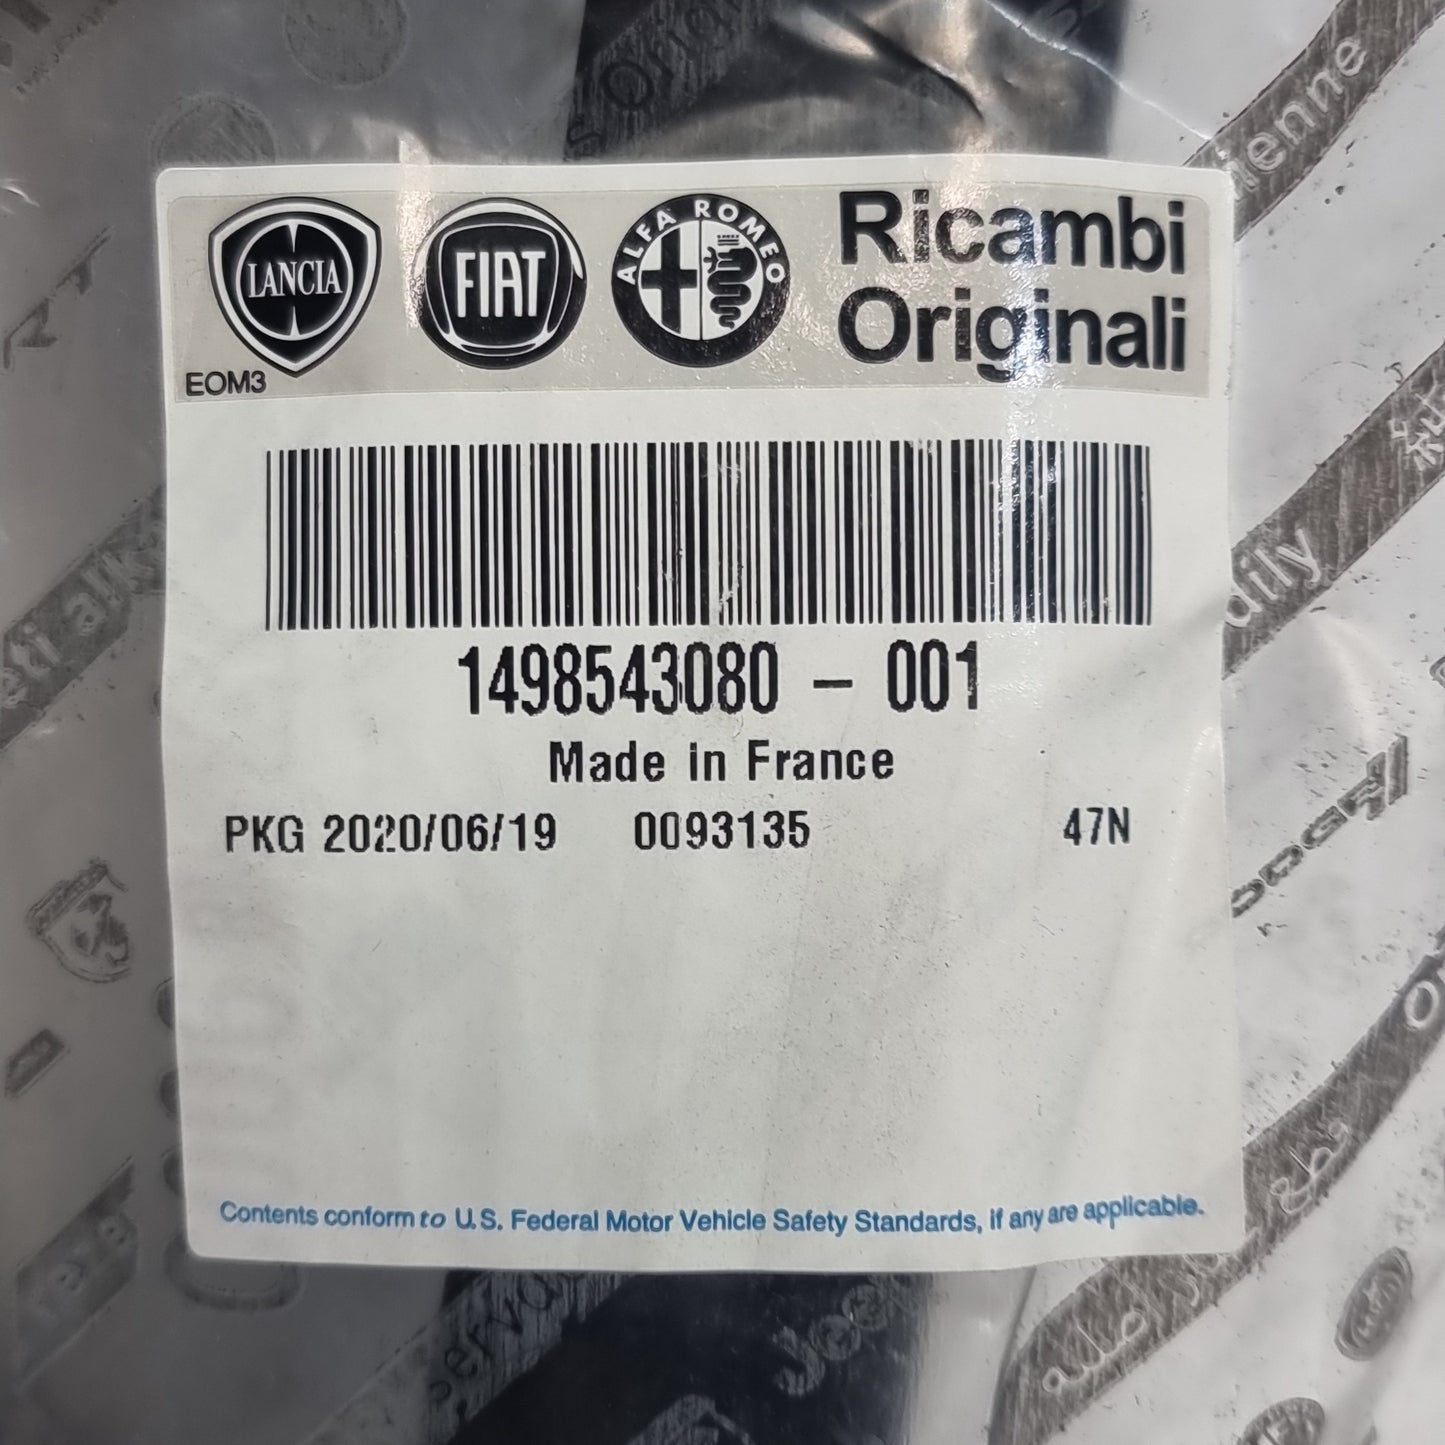 LANCIA
FIAT
ALFA ROMEO
Ricambi
Originali
EOM3
1498543080 - 001
Made in France
PKG 2020/06/19 0093135 47N
Contents conform to U.S. Federal Motor Vehicle Safety Standards, if any are applicable.